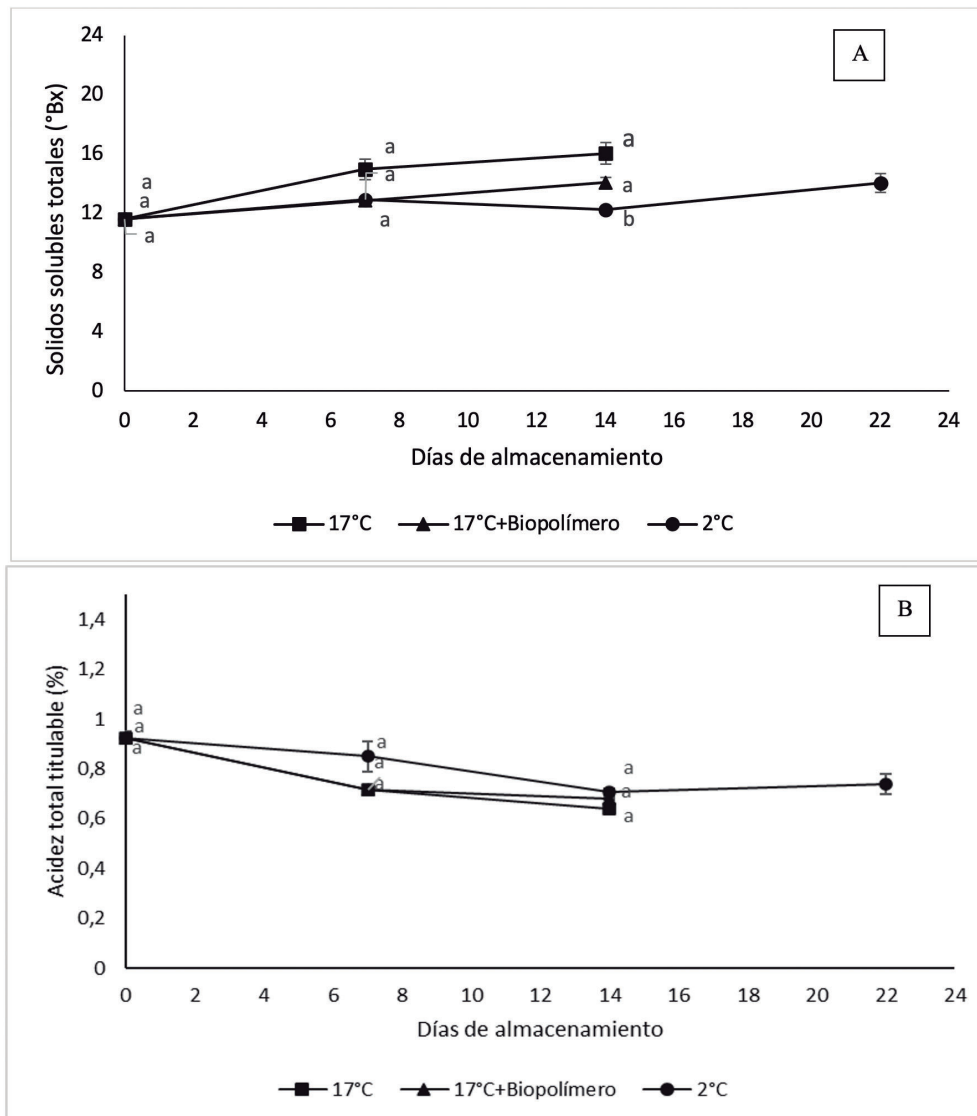 A
Solidos solubles totales (°Bx)
24
20
16
12
8
4
0
a
a
a
a
a
a
a
a
b
0 2 4 6 8 10 12 14 16 18 20 22 24
Días de almacenamiento
17°C 17°C+Biopolímero 2°C
B
Acidez total titulable (%)
1,4
1,2
1
0,8
0,6
0,4
0,2
0
a
a
a
a
a
a
a
a
a
0 2 4 6 8 10 12 14 16 18 20 22 24
Días de almacenamiento
17°C 17°C+Biopolímero 2°C